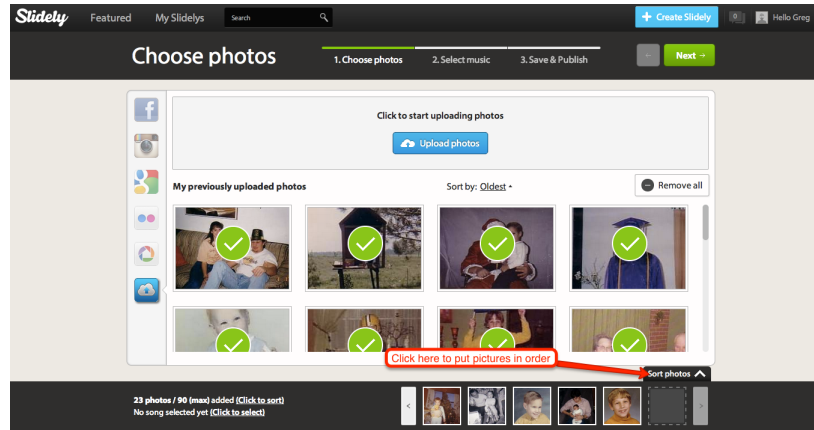 Slidely
Featured
My Slidelys
Search
+ Create Slidely
0
Hello Greg
Choose photos
1. Choose photos
2. Select music
3. Save & Publish
←
Next →
Click to start uploading photos
Upload photos
My previously uploaded photos
Sort by: Oldest
Remove all
Click here to put pictures in order
Sort photos
23 photos / 90 (max) added (Click to sort)
No song selected yet (Click to select)
<
>